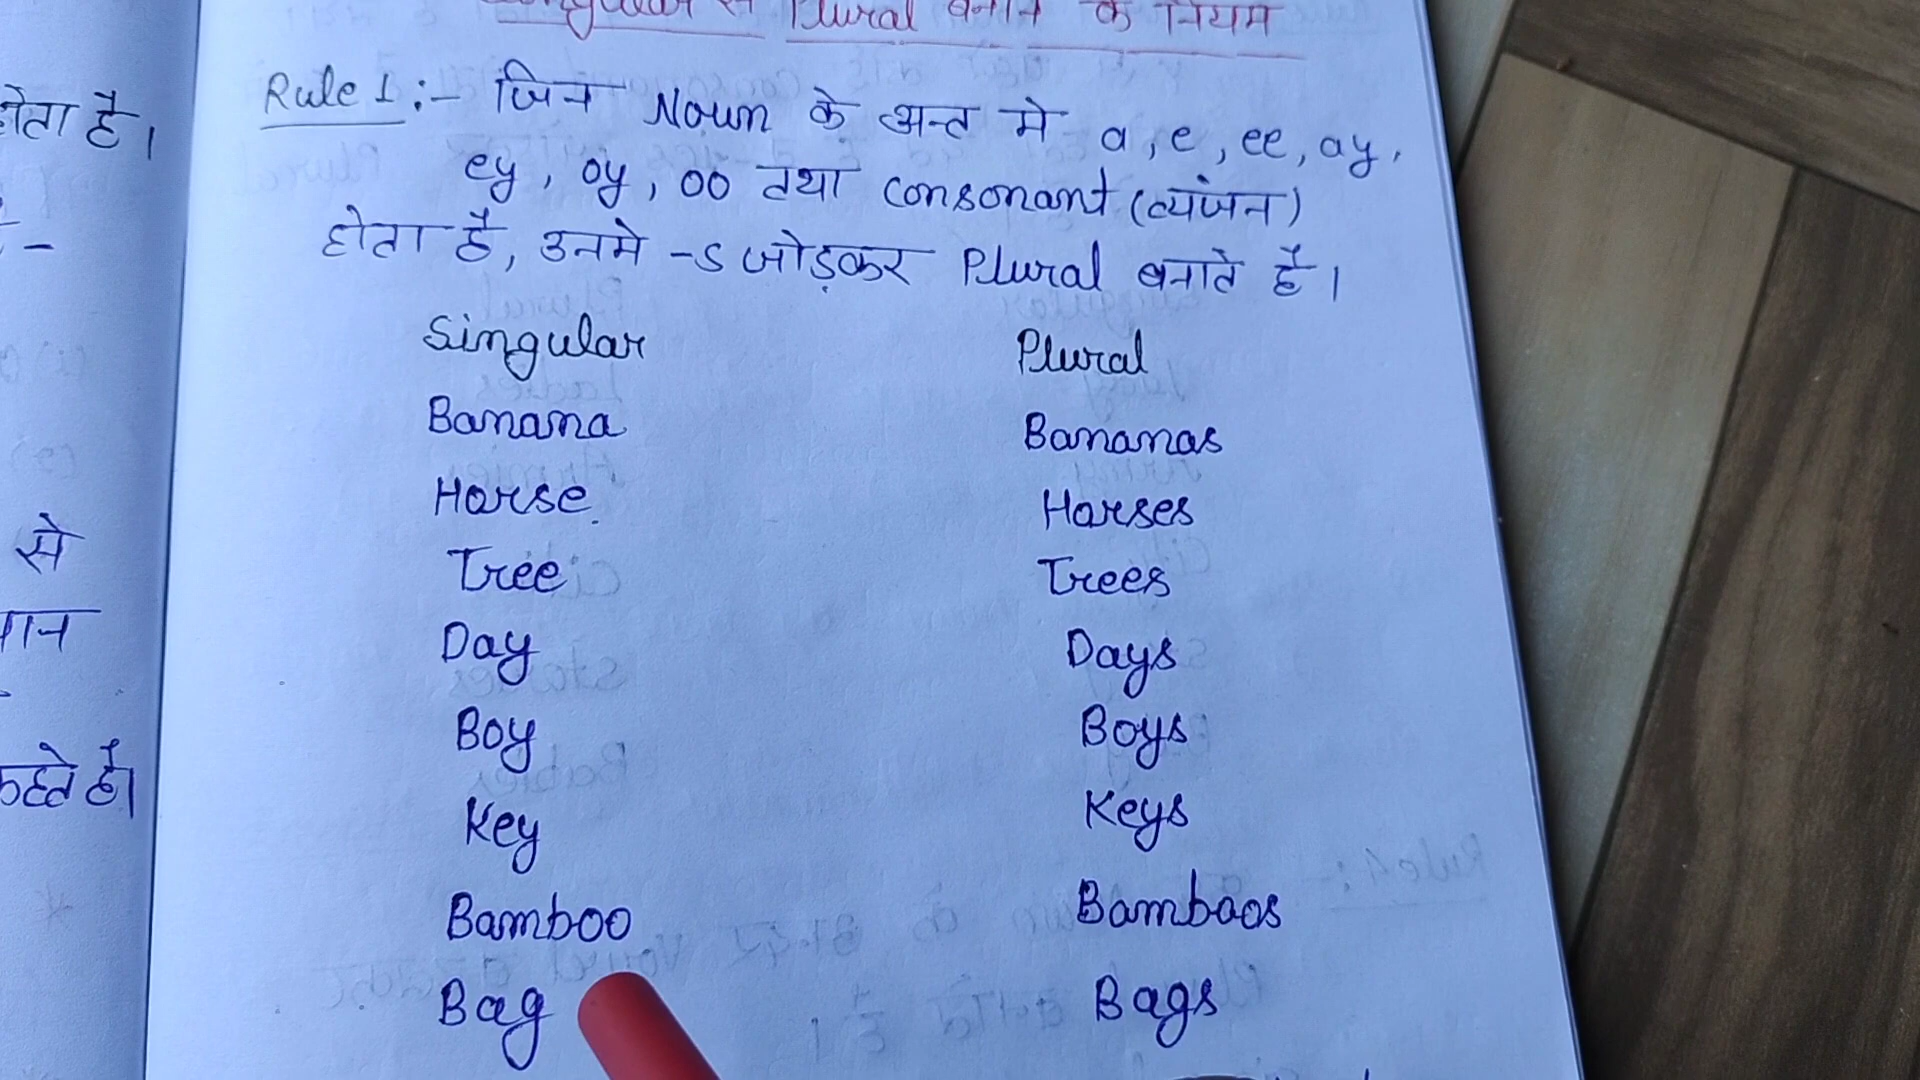 Singular से Plural बनाने के नियम
Rule 1 :- जिन Noun के अन्त मे a, e, ee, ay,
ey, oy, oo तथा consonant (व्यंजन)
होता है, उनमे -s जोड़कर Plural बनाते है।
Singular Plural
Banana Bananas
Horse Horses
Tree Trees
Day Days
Boy Boys
Key Keys
Bamboo Bamboos
Bag Bags
होता है।
से
कहते है।